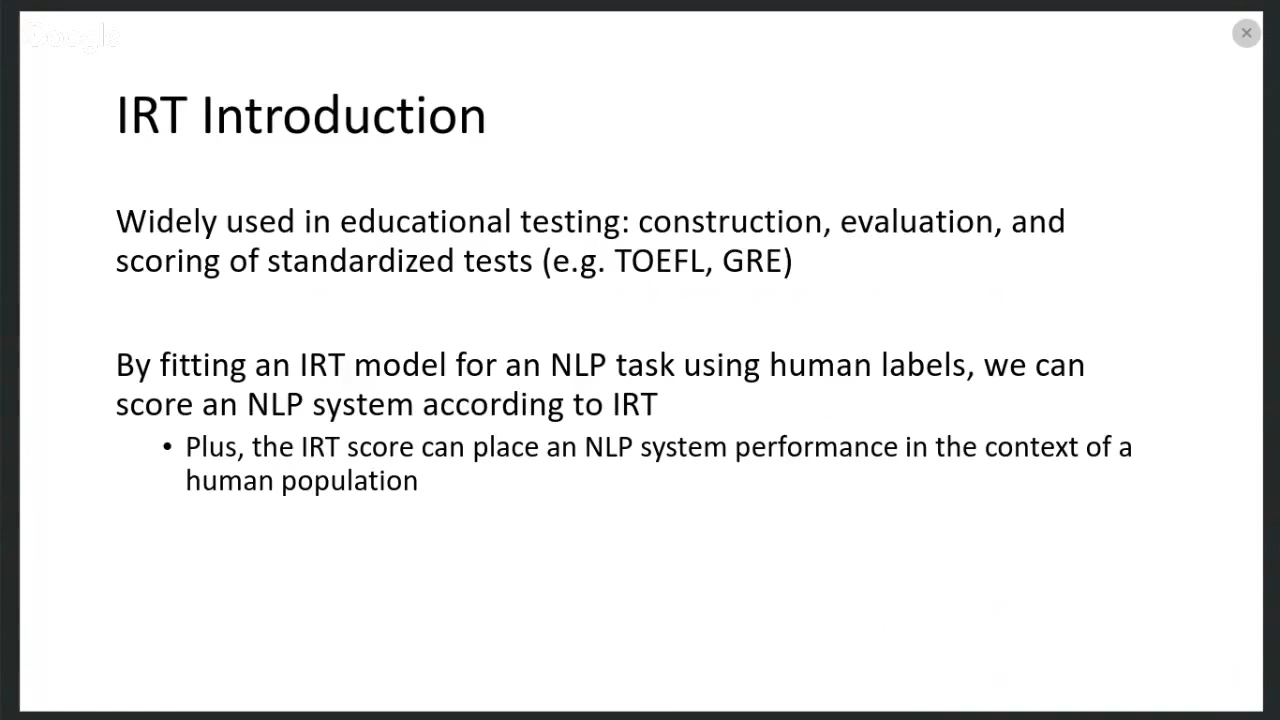 Google
IRT Introduction
Widely used in educational testing: construction, evaluation, and
scoring of standardized tests (e.g. TOEFL, GRE)
By fitting an IRT model for an NLP task using human labels, we can
score an NLP system according to IRT
• Plus, the IRT score can place an NLP system performance in the context of a
human population